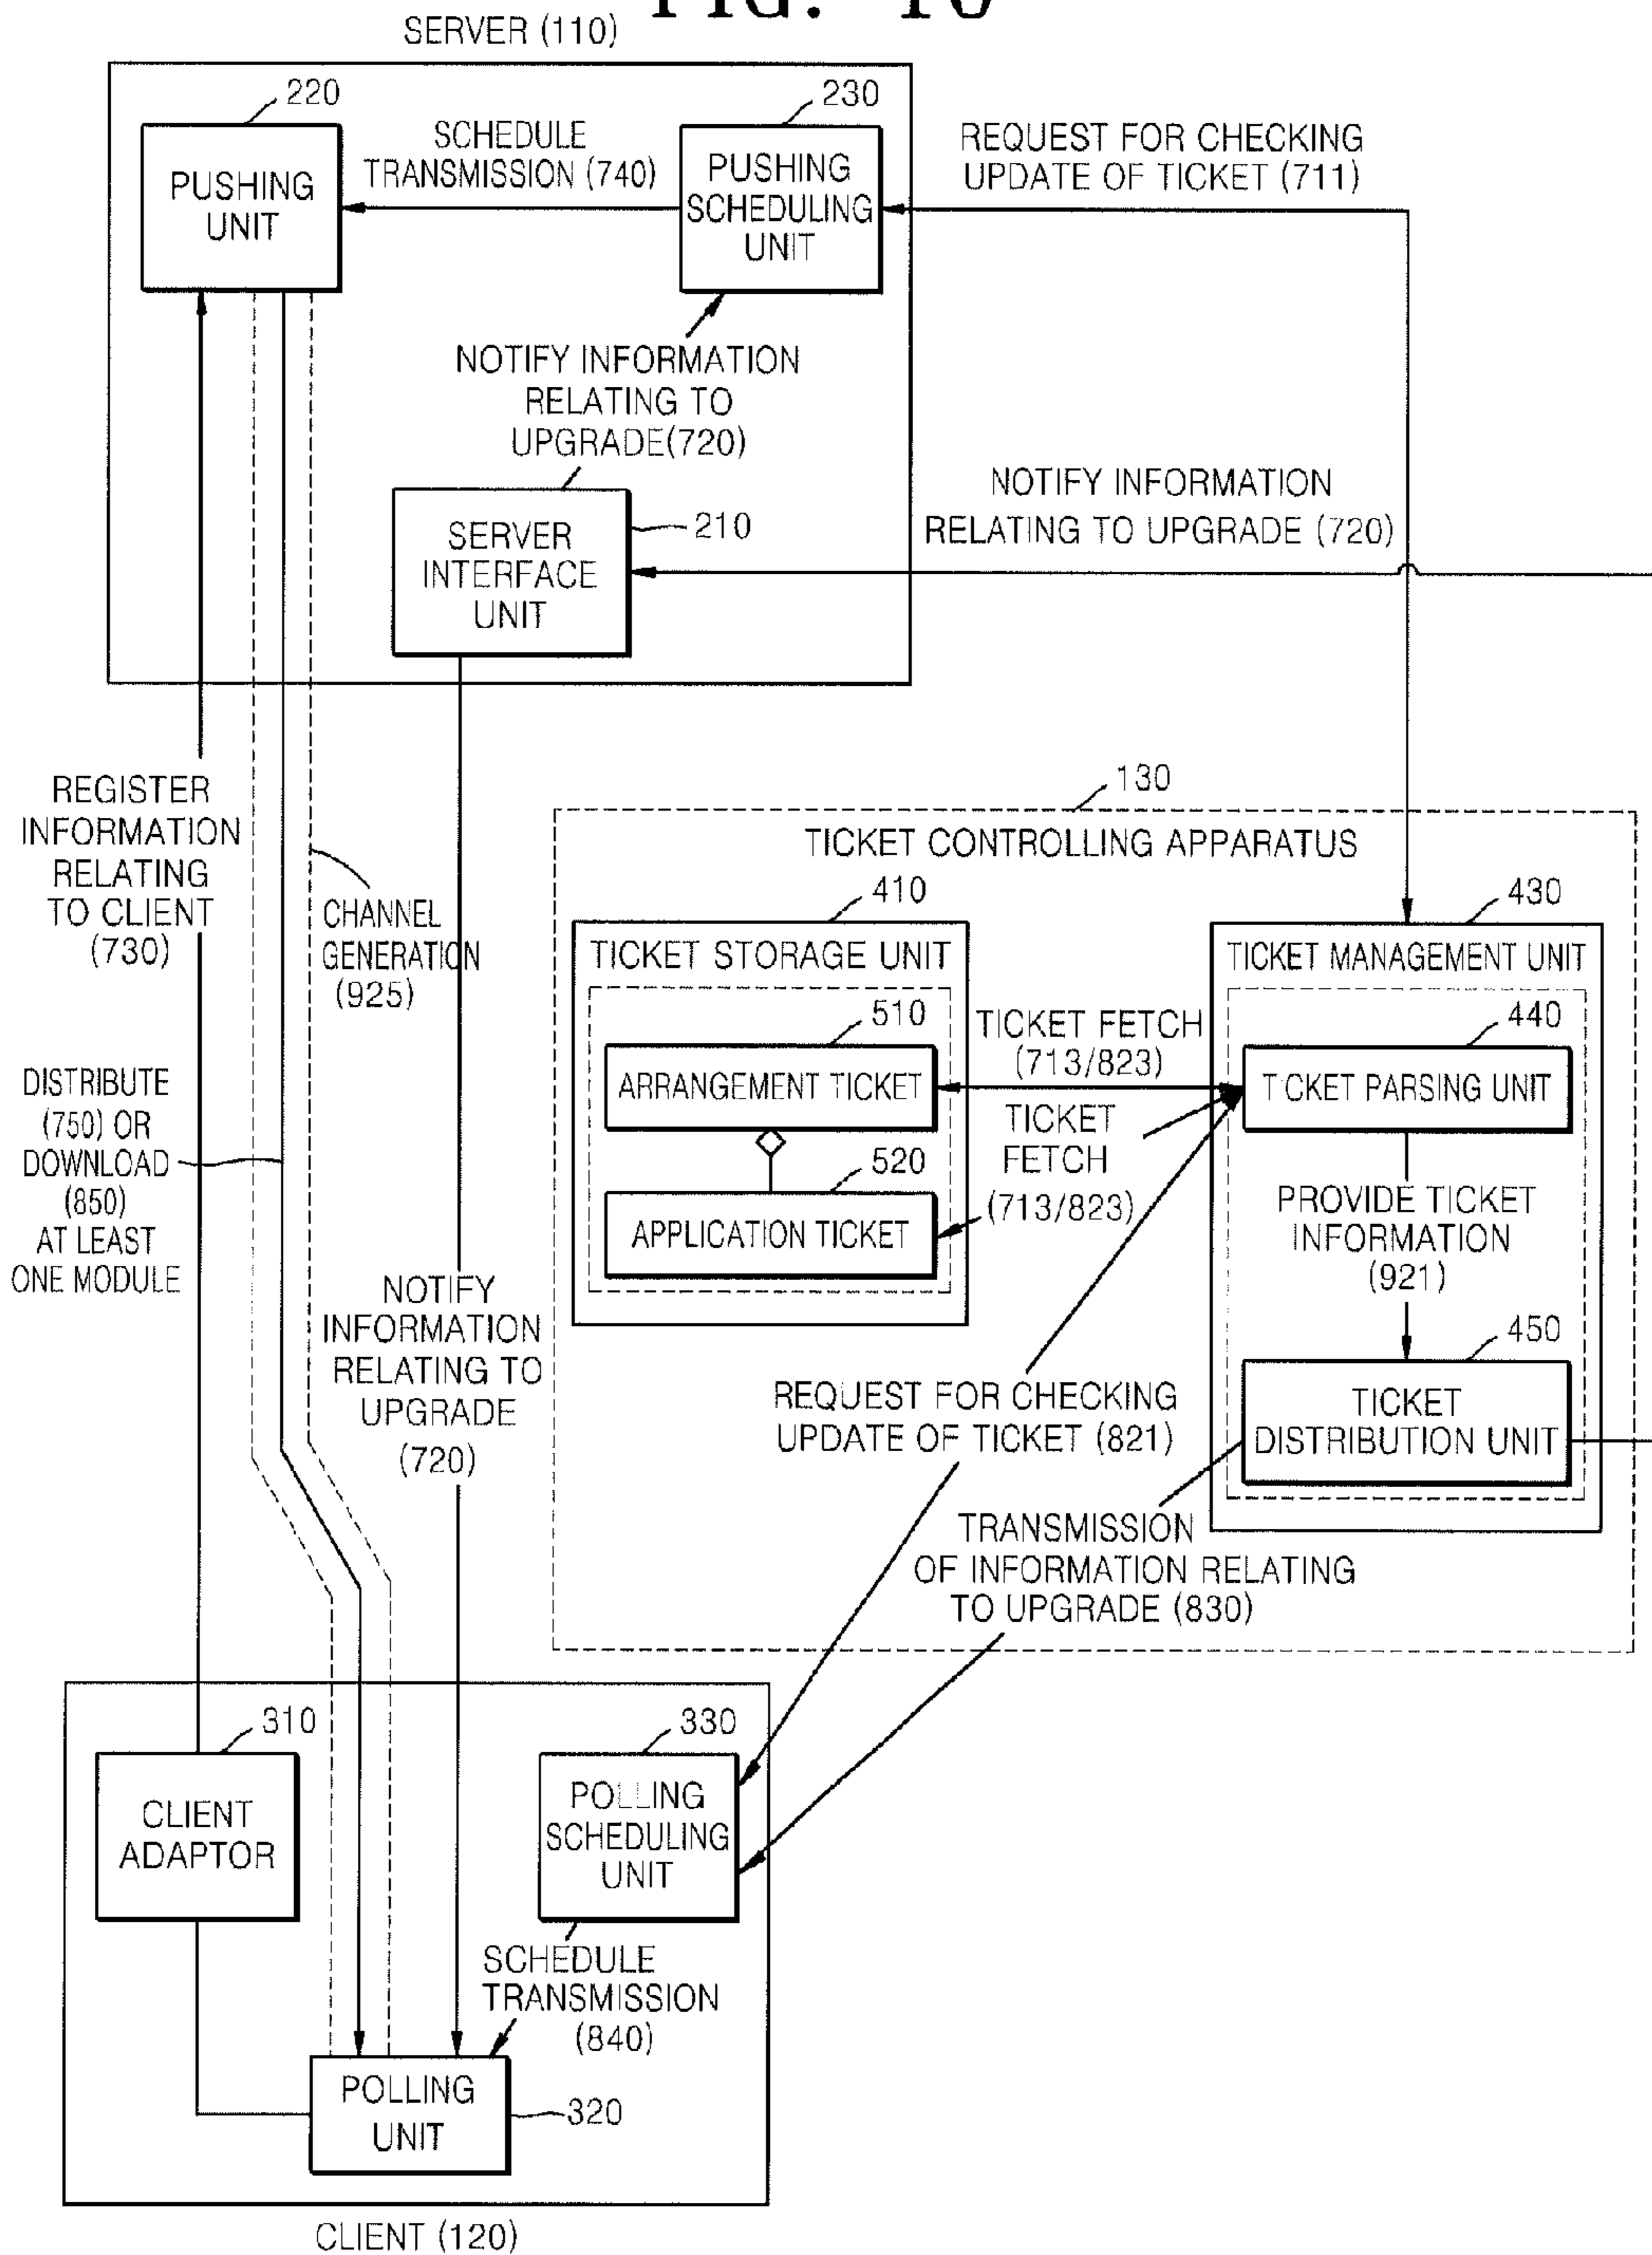 FIG. 10
SERVER (110)
220
230
PUSHING
UNIT
SCHEDULE
TRANSMISSION (740)
PUSHING
SCHEDULING
UNIT
REQUEST FOR CHECKING
UPDATE OF TICKET (711)
NOTIFY INFORMATION
RELATING TO
UPGRADE(720)
SERVER
INTERFACE
UNIT
210
NOTIFY INFORMATION
RELATING TO UPGRADE (720)
REGISTER
INFORMATION
RELATING
TO CLIENT
(730)
CHANNEL
GENERATION
(925)
130
TICKET CONTROLLING APPARATUS
410
TICKET STORAGE UNIT
510
ARRANGEMENT TICKET
520
APPLICATION TICKET
TICKET FETCH
(713/823)
TICKET
FETCH
(713/823)
430
TICKET MANAGEMENT UNIT
440
TICKET PARSING UNIT
PROVIDE TICKET
INFORMATION
(921)
450
TICKET
DISTRIBUTION UNIT
DISTRIBUTE
(750) OR
DOWNLOAD
(850)
AT LEAST
ONE MODULE
NOTIFY
INFORMATION
RELATING TO
UPGRADE
(720)
REQUEST FOR CHECKING
UPDATE OF TICKET (821)
TRANSMISSION
OF INFORMATION RELATING
TO UPGRADE (830)
310
CLIENT
ADAPTOR
330
POLLING
SCHEDULING
UNIT
SCHEDULE
TRANSMISSION
(840)
POLLING
UNIT
320
CLIENT (120)